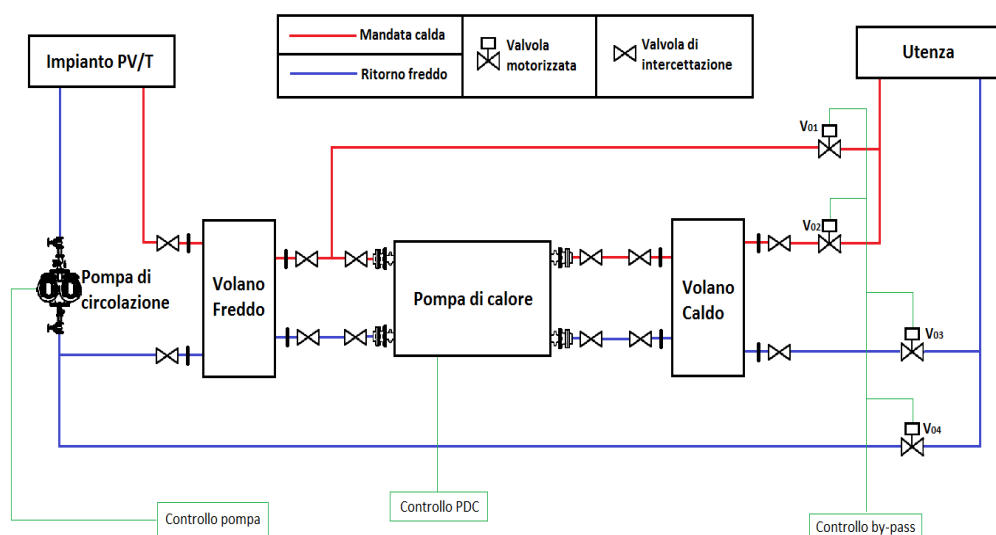 Impianto PV/T
Mandata calda
Ritorno freddo
Valvola
motorizzata
Valvola di
intercettazione
Utenza
V01
V02
Pompa di
circolazione
Volano
Freddo
Pompa di calore
Volano
Caldo
V03
V04
Controllo pompa
Controllo PDC
Controllo by-pass